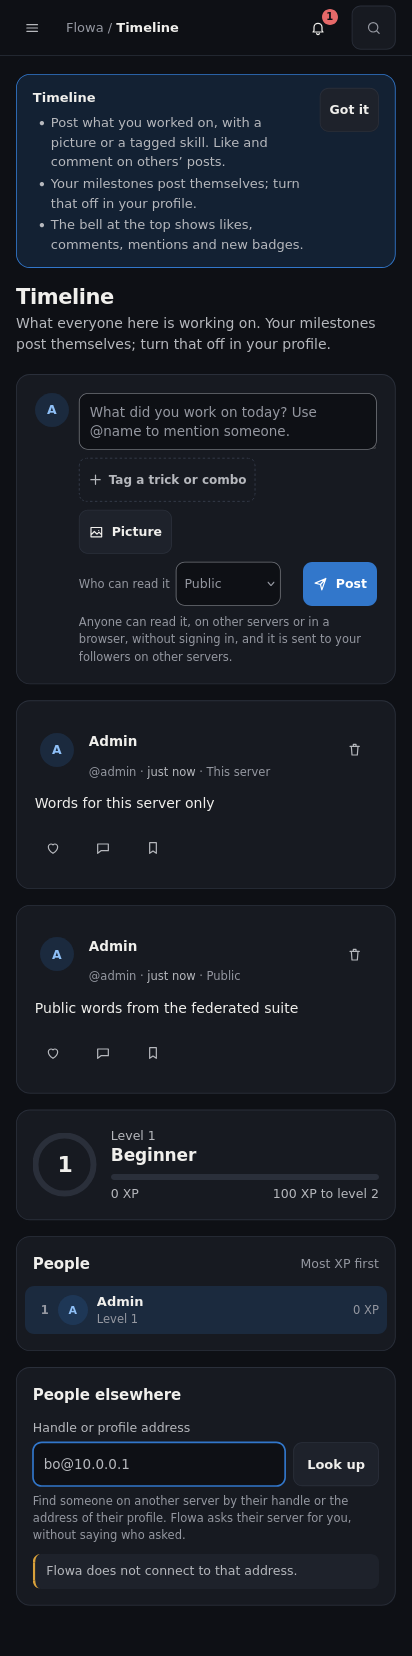 Flowa / Timeline
1
Timeline
Got it
• Post what you worked on, with a
picture or a tagged skill. Like and
comment on others’ posts.
• Your milestones post themselves; turn
that off in your profile.
• The bell at the top shows likes,
comments, mentions and new badges.
Timeline
What everyone here is working on. Your milestones
post themselves; turn that off in your profile.
A
What did you work on today? Use
@name to mention someone.
Tag a trick or combo
Picture
Who can read it
Public
Post
Anyone can read it, on other servers or in a
browser, without signing in, and it is sent to your
followers on other servers.
A
Admin
@admin · just now · This server
Words for this server only
A
Admin
@admin · just now · Public
Public words from the federated suite
1
Level 1
Beginner
0 XP
100 XP to level 2
People
Most XP first
1
A
Admin
Level 1
0 XP
People elsewhere
Handle or profile address
bo@10.0.0.1
Look up
Find someone on another server by their handle or the
address of their profile. Flowa asks their server for you,
without saying who asked.
Flowa does not connect to that address.